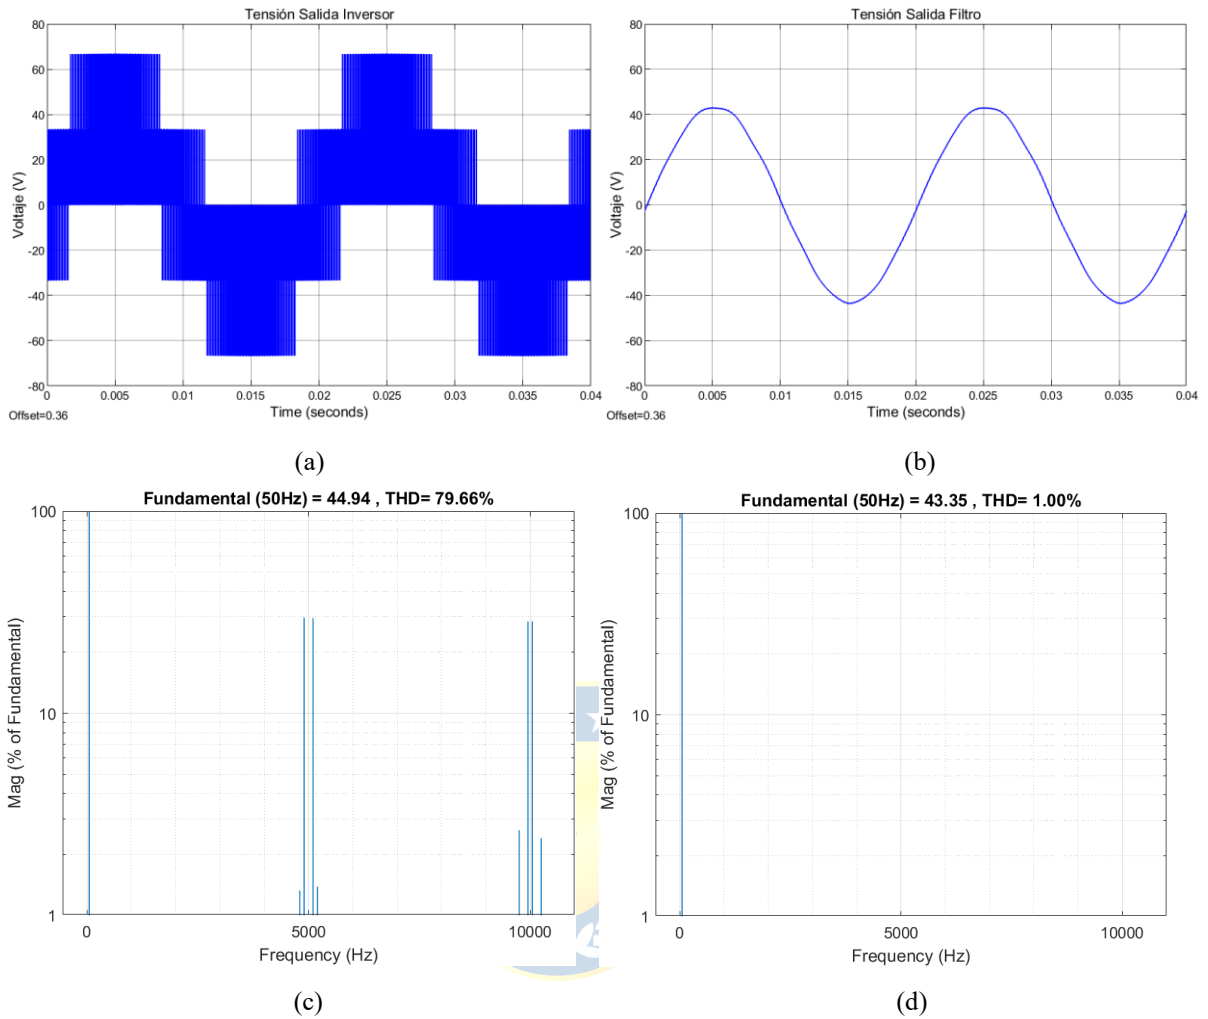 Tensión Salida Inversor
80
60
40
20
0
-20
-40
-60
-80
Voltaje (V)
0
0.005
0.01
0.015
0.02
0.025
0.03
0.035
0.04
Time (seconds)
Offset=0.36
(a)
Tensión Salida Filtro
80
60
40
20
0
-20
-40
-60
-80
Voltaje (V)
0
0.005
0.01
0.015
0.02
0.025
0.03
0.035
0.04
Time (seconds)
Offset=0.36
(b)
Fundamental (50Hz) = 44.94 , THD= 79.66%
100
10
1
Mag (% of Fundamental)
0
5000
10000
Frequency (Hz)
(c)
Fundamental (50Hz) = 43.35 , THD= 1.00%
100
10
1
Mag (% of Fundamental)
0
5000
10000
Frequency (Hz)
(d)